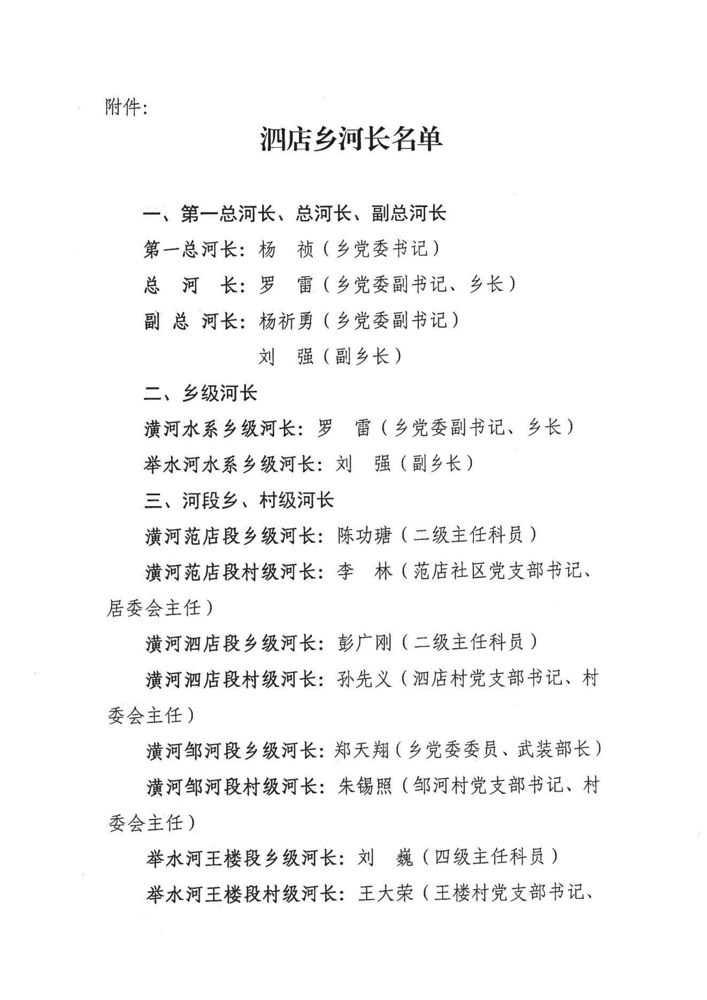 附件：
泗店乡河长名单
一、第一总河长、总河长、副总河长
第一总河长：杨　祯（乡党委书记）
总　河　长：罗　雷（乡党委副书记、乡长）
副 总 河长：杨祈勇（乡党委副书记）
刘　强（副乡长）
二、乡级河长
潢河水系乡级河长：罗　雷（乡党委副书记、乡长）
举水河水系乡级河长：刘　强（副乡长）
三、河段乡、村级河长
潢河范店段乡级河长：陈功瑭（二级主任科员）
潢河范店段村级河长：李　林（范店社区党支部书记、
居委会主任）
潢河泗店段乡级河长：彭广刚（二级主任科员）
潢河泗店段村级河长：孙先义（泗店村党支部书记、村
委会主任）
潢河邹河段乡级河长：郑天翔（乡党委委员、武装部长）
潢河邹河段村级河长：朱锡照（邹河村党支部书记、村
委会主任）
举水河王楼段乡级河长：刘　巍（四级主任科员）
举水河王楼段村级河长：王大荣（王楼村党支部书记、